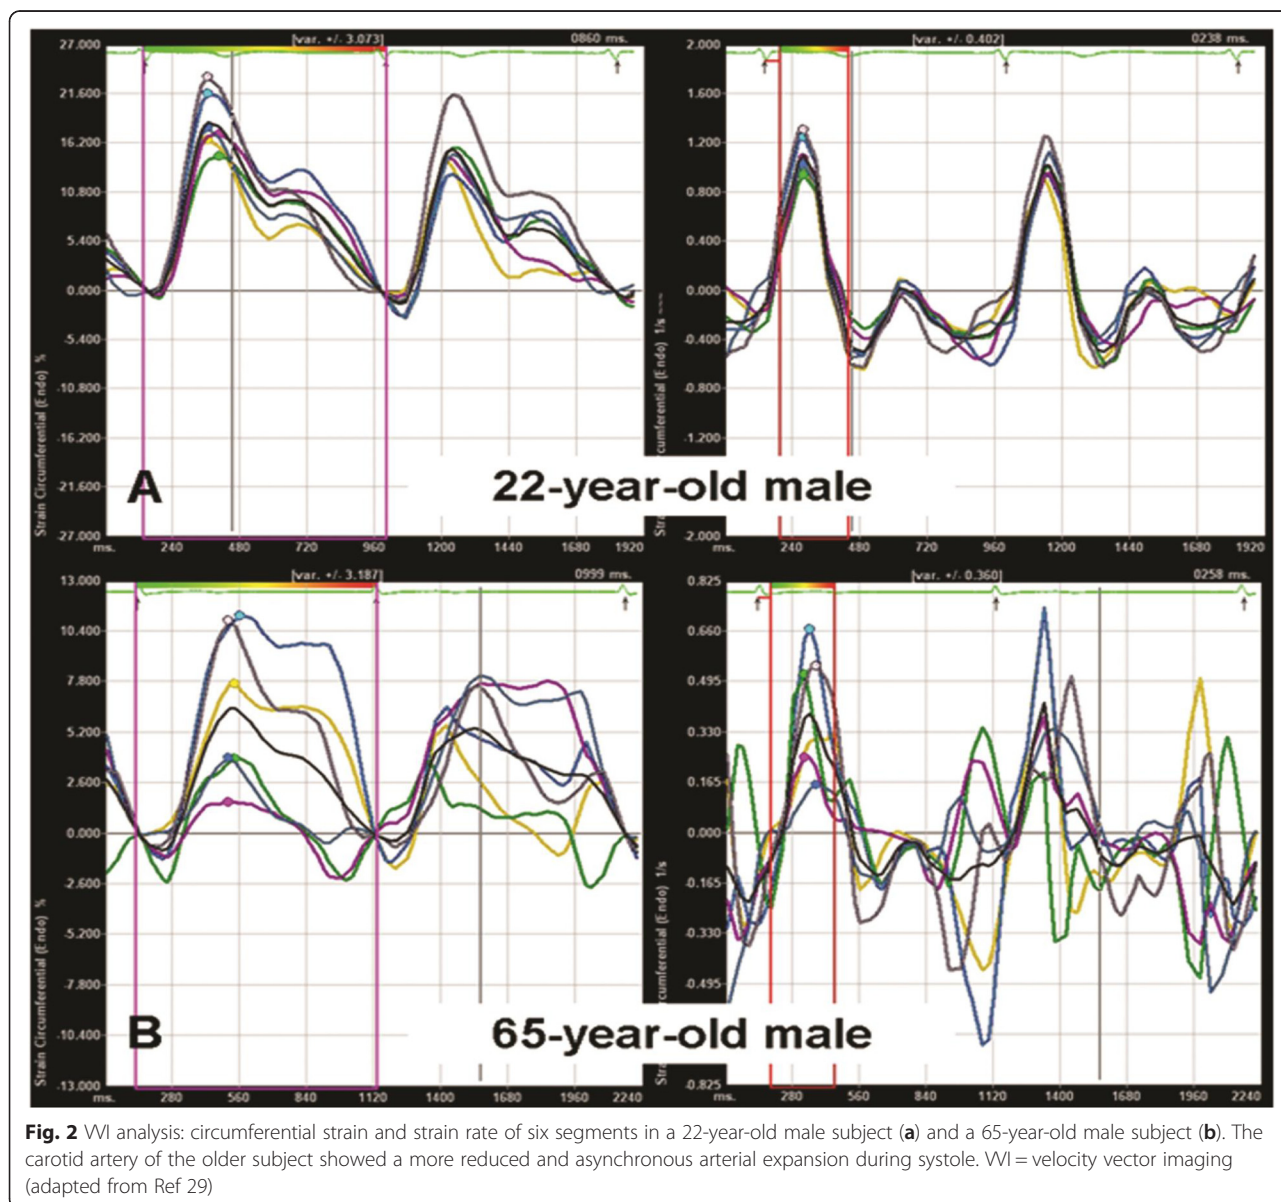 [var. +/- 3.073] 0860 ms.
27.000
21.600
16.200
10.800
5.400
0.000
-5.400
-10.800
-16.200
-21.600
-27.000
Strain Circumferential (Endo) %
ms. 240 480 720 960 1200 1440 1680 1920
[var. +/- 0.402] 0238 ms.
2.000
1.600
1.200
0.800
0.400
0.000
-0.400
-0.800
-1.200
-2.000
circumferential (Endo) 1/s ~~~
Stra
240 480 720 960 1200 1440 1680 1920
A 22-year-old male
[var. +/- 3.187] 0999 ms.
13.000
10.400
7.800
5.200
2.600
0.000
-2.600
-5.200
-7.800
-10.400
-13.000
Strain Circumferential (Endo) %
ms. 280 560 840 1120 1400 1680 1960 2240
[var. +/- 0.360] 0258 ms.
0.825
0.660
0.495
0.330
0.165
0.000
-0.165
-0.330
-0.495
-0.825
circumferential (Endo) 1/s
Stra
280 560 840 1120 1400 1680 1960 2240
B 65-year-old male
Fig. 2 VVI analysis: circumferential strain and strain rate of six segments in a 22-year-old male subject (a) and a 65-year-old male subject (b). The
carotid artery of the older subject showed a more reduced and asynchronous arterial expansion during systole. VVI = velocity vector imaging
(adapted from Ref 29)